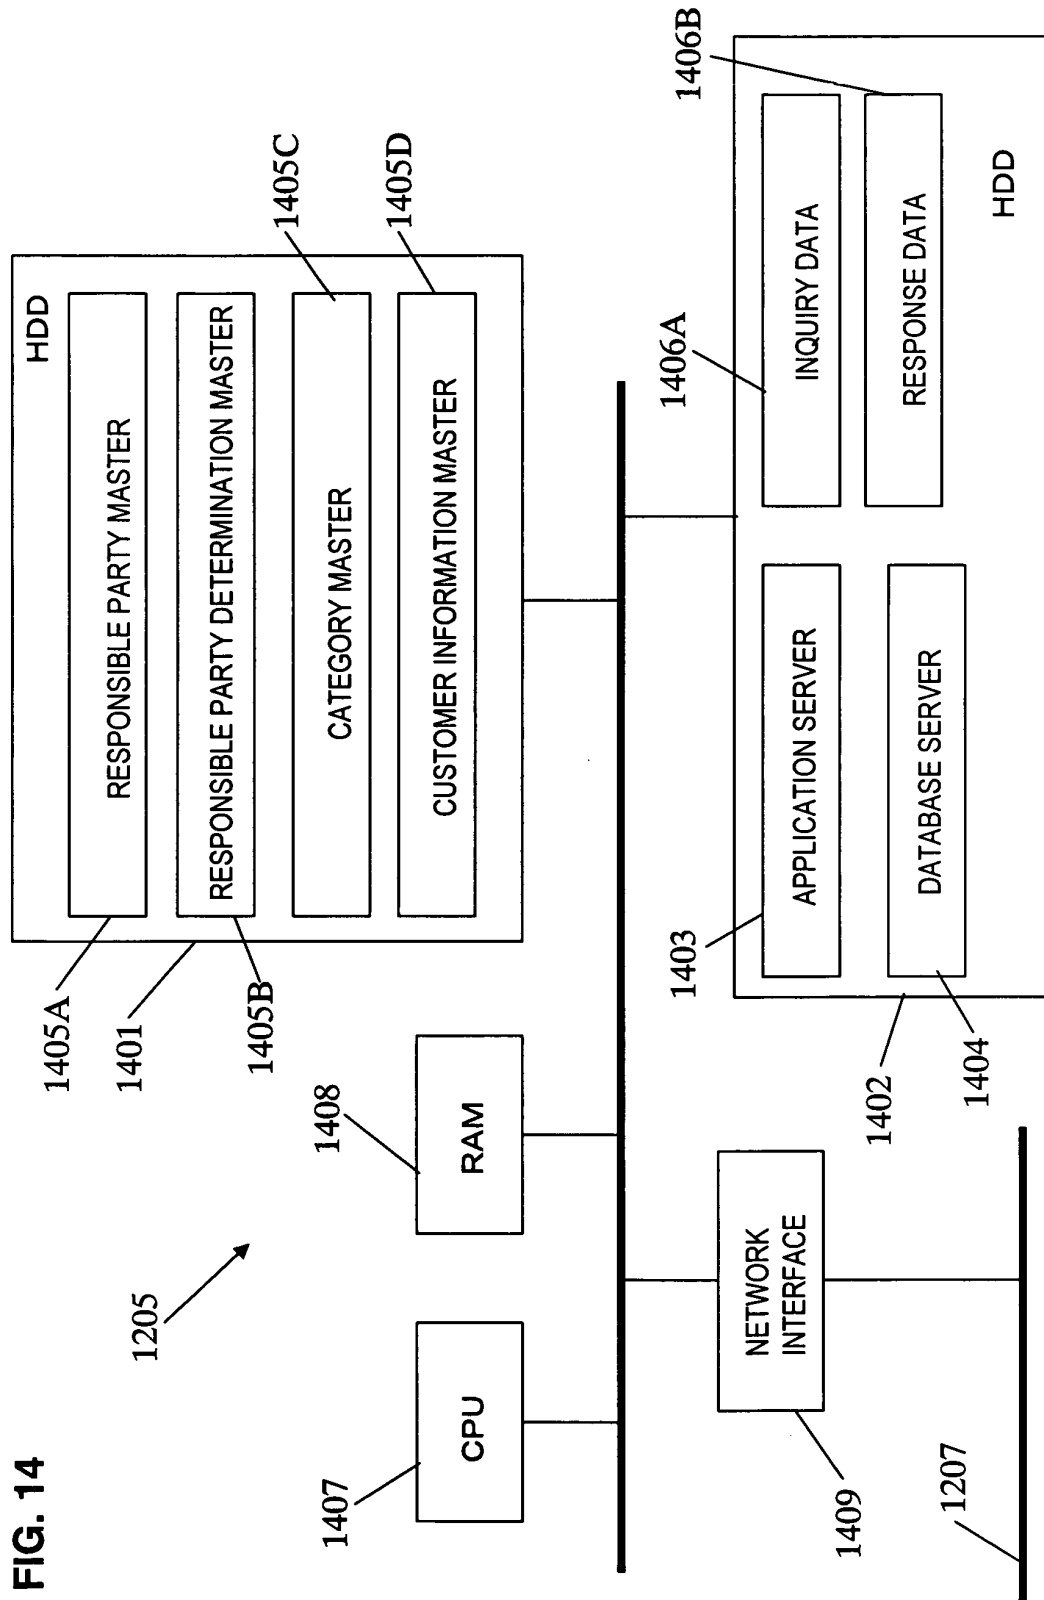 FIG. 14
1205
1407
CPU
1408
RAM
1405A
1401
1405B
HDD
RESPONSIBLE PARTY MASTER
RESPONSIBLE PARTY DETERMINATION MASTER
CATEGORY MASTER
CUSTOMER INFORMATION MASTER
1405C
1405D
1409
NETWORK
INTERFACE
1207
1403
APPLICATION SERVER
1402
1404
DATABASE SERVER
1406A
INQUIRY DATA
1406B
RESPONSE DATA
HDD